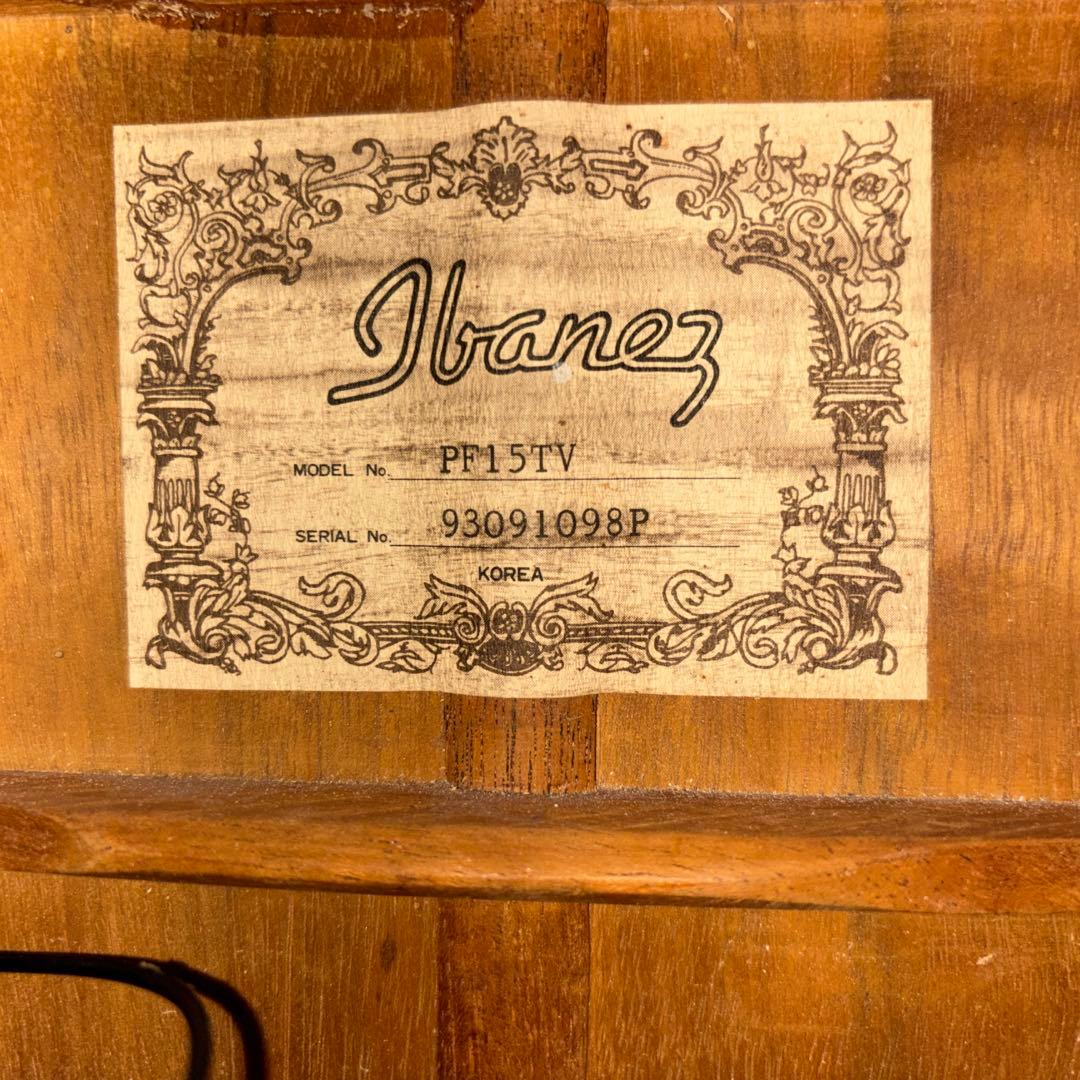 Ibanez
MODEL No. PF15TV
SERIAL No. 93091098P
KOREA